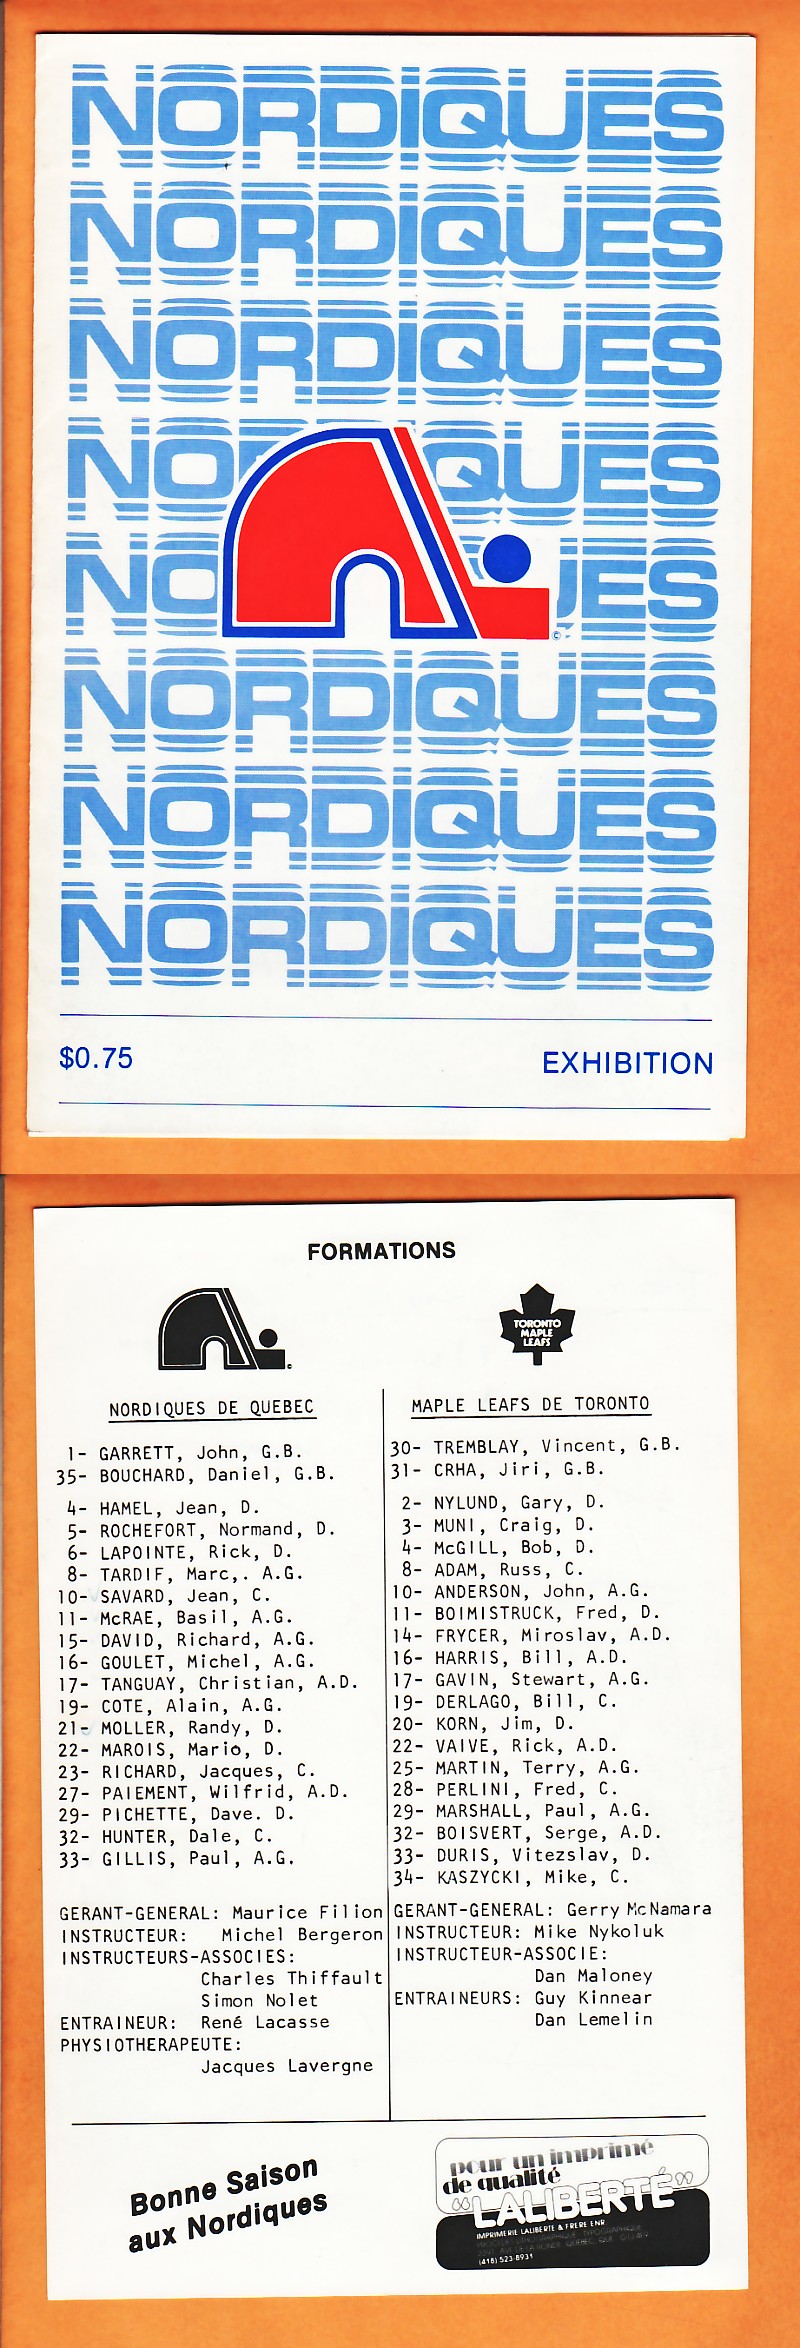 NORDIQUES
NORDIQUES
NORDIQUES
NORDIQUES
NORDIQUES
NORDIQUES
NORDIQUES
NORDIQUES
©
$0.75 EXHIBITION
FORMATIONS
TORONTO
MAPLE
LEAFS
NORDIQUES DE QUEBEC
1- GARRETT, John, G.B.
35- BOUCHARD, Daniel, G.B.
4- HAMEL, Jean, D.
5- ROCHEFORT, Normand, D.
6- LAPOINTE, Rick, D.
8- TARDIF, Marc,. A.G.
10- SAVARD, Jean, C.
11- McRAE, Basil, A.G.
15- DAVID, Richard, A.G.
16- GOULET, Michel, A.G.
17- TANGUAY, Christian, A.D.
19- COTE, Alain, A.G.
21- MOLLER, Randy, D.
22- MAROIS, Mario, D.
23- RICHARD, Jacques, C.
27- PAIEMENT, Wilfrid, A.D.
29- PICHETTE, Dave. D.
32- HUNTER, Dale, C.
33- GILLIS, Paul, A.G.
GERANT-GENERAL: Maurice Filion
INSTRUCTEUR: Michel Bergeron
INSTRUCTEURS-ASSOCIES:
Charles Thiffault
Simon Nolet
ENTRAINEUR: René Lacasse
PHYSIOTHERAPEUTE:
Jacques Lavergne
MAPLE LEAFS DE TORONTO
30- TREMBLAY, Vincent, G.B.
31- CRHA, Jiri, G.B.
2- NYLUND, Gary, D.
3- MUNI, Craig, D.
4- McGILL, Bob, D.
8- ADAM, Russ, C.
10- ANDERSON, John, A.G.
11- BOIMISTRUCK, Fred, D.
14- FRYCER, Miroslav, A.D.
16- HARRIS, Bill, A.D.
17- GAVIN, Stewart, A.G.
19- DERLAGO, Bill, C.
20- KORN, Jim, D.
22- VAIVE, Rick, A.D.
25- MARTIN, Terry, A.G.
28- PERLINI, Fred, C.
29- MARSHALL, Paul, A.G.
32- BOISVERT, Serge, A.D.
33- DURIS, Vitezslav, D.
34- KASZYCKI, Mike, C.
GERANT-GENERAL: Gerry McNamara
INSTRUCTEUR: Mike Nykoluk
INSTRUCTEUR-ASSOCIE:
Dan Maloney
ENTRAINEURS: Guy Kinnear
Dan Lemelin
Bonne Saison
aux Nordiques
pour un imprimé
de qualité
“LALIBERTÉ”
IMPRIMERIE LALIBERTE & FRERE ENR
(418) 523-8931